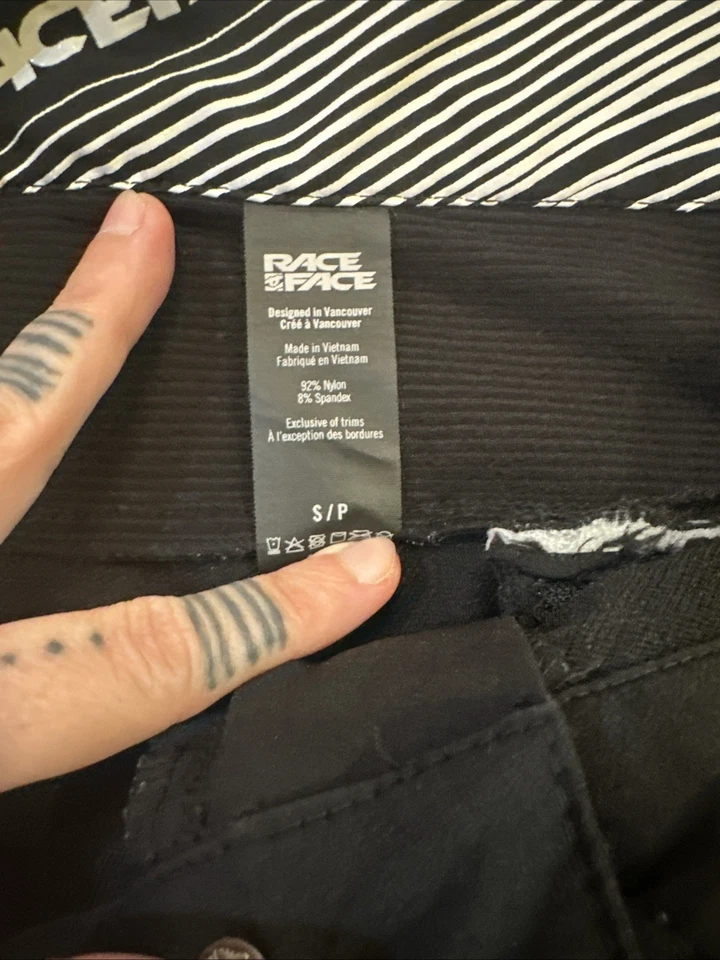 RACE
FACE
Designed in Vancouver
Créé à Vancouver
Made in Vietnam
Fabriqué en Vietnam
92% Nylon
8% Spandex
Exclusive of trims
À l'exception des bordures
S / P